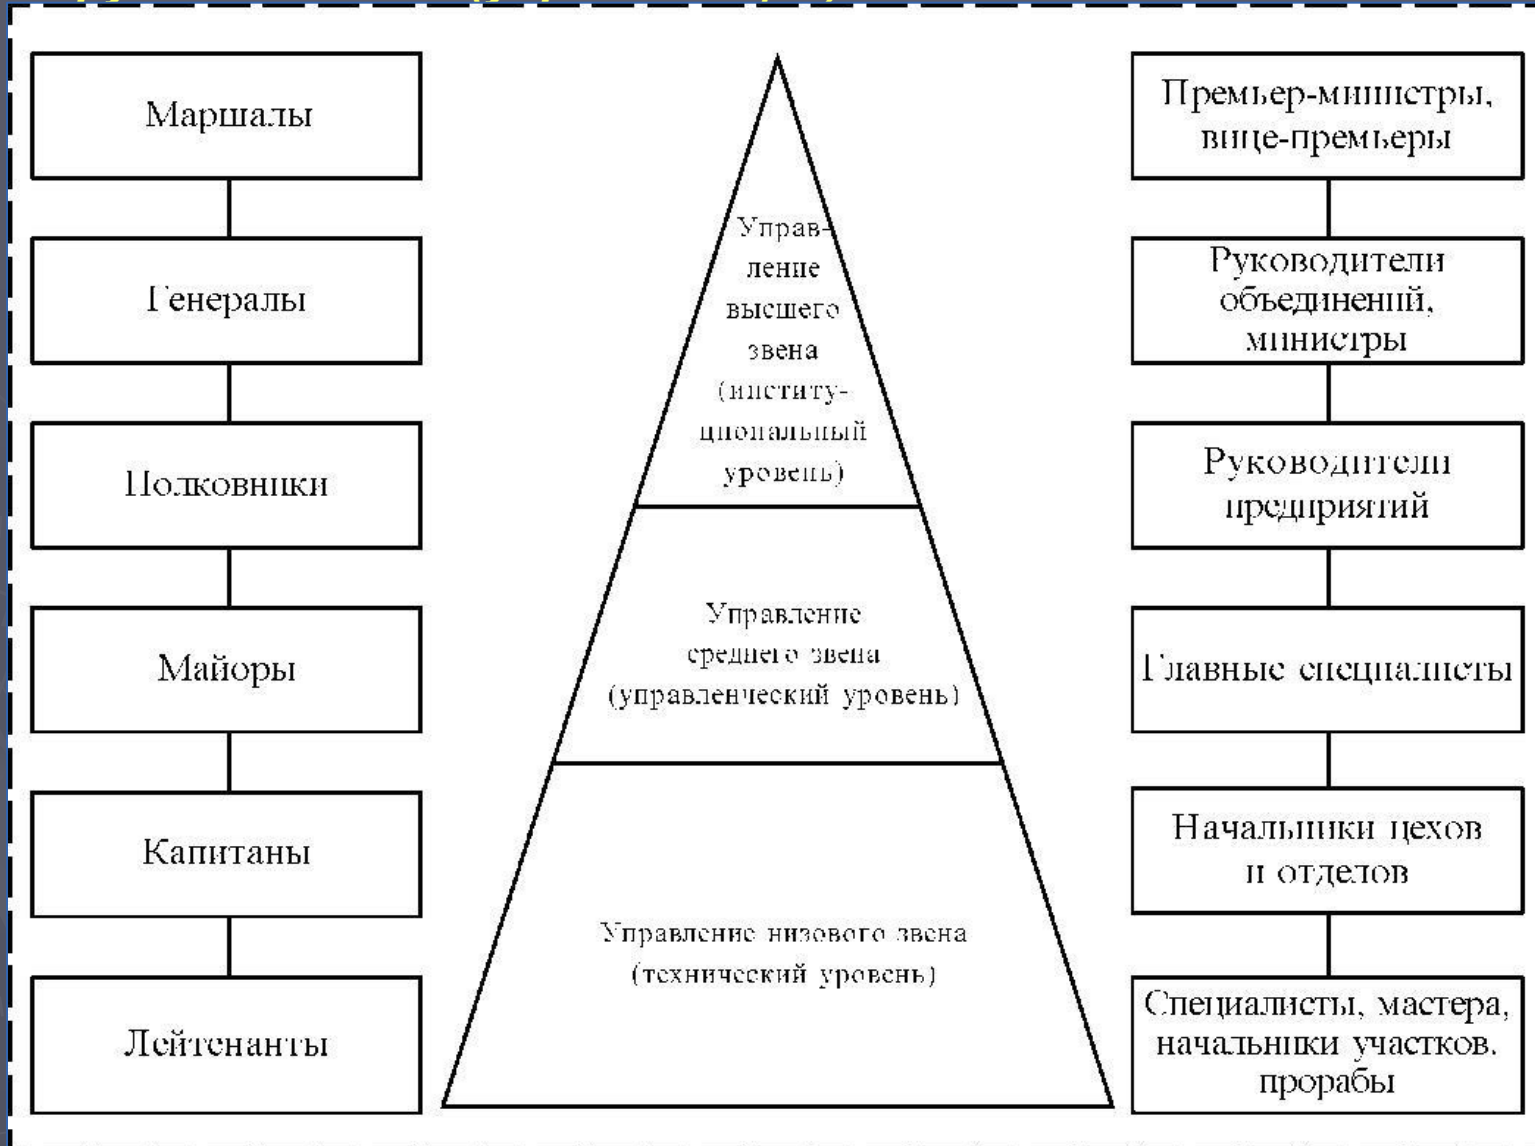 Маршалы
Генералы
Полковники
Майоры
Капитаны
Лейтенанты
Управ-
ление
высшего
звена
(институ-
циональный
уровень)
Управление
среднего звена
(управленческий уровень)
Управление низового звена
(технический уровень)
Премьер-министры,
вице-премьеры
Руководители
объединений,
министры
Руководители
предприятий
Главные специалисты
Начальники цехов
и отделов
Специалисты, мастера,
начальники участков,
прорабы